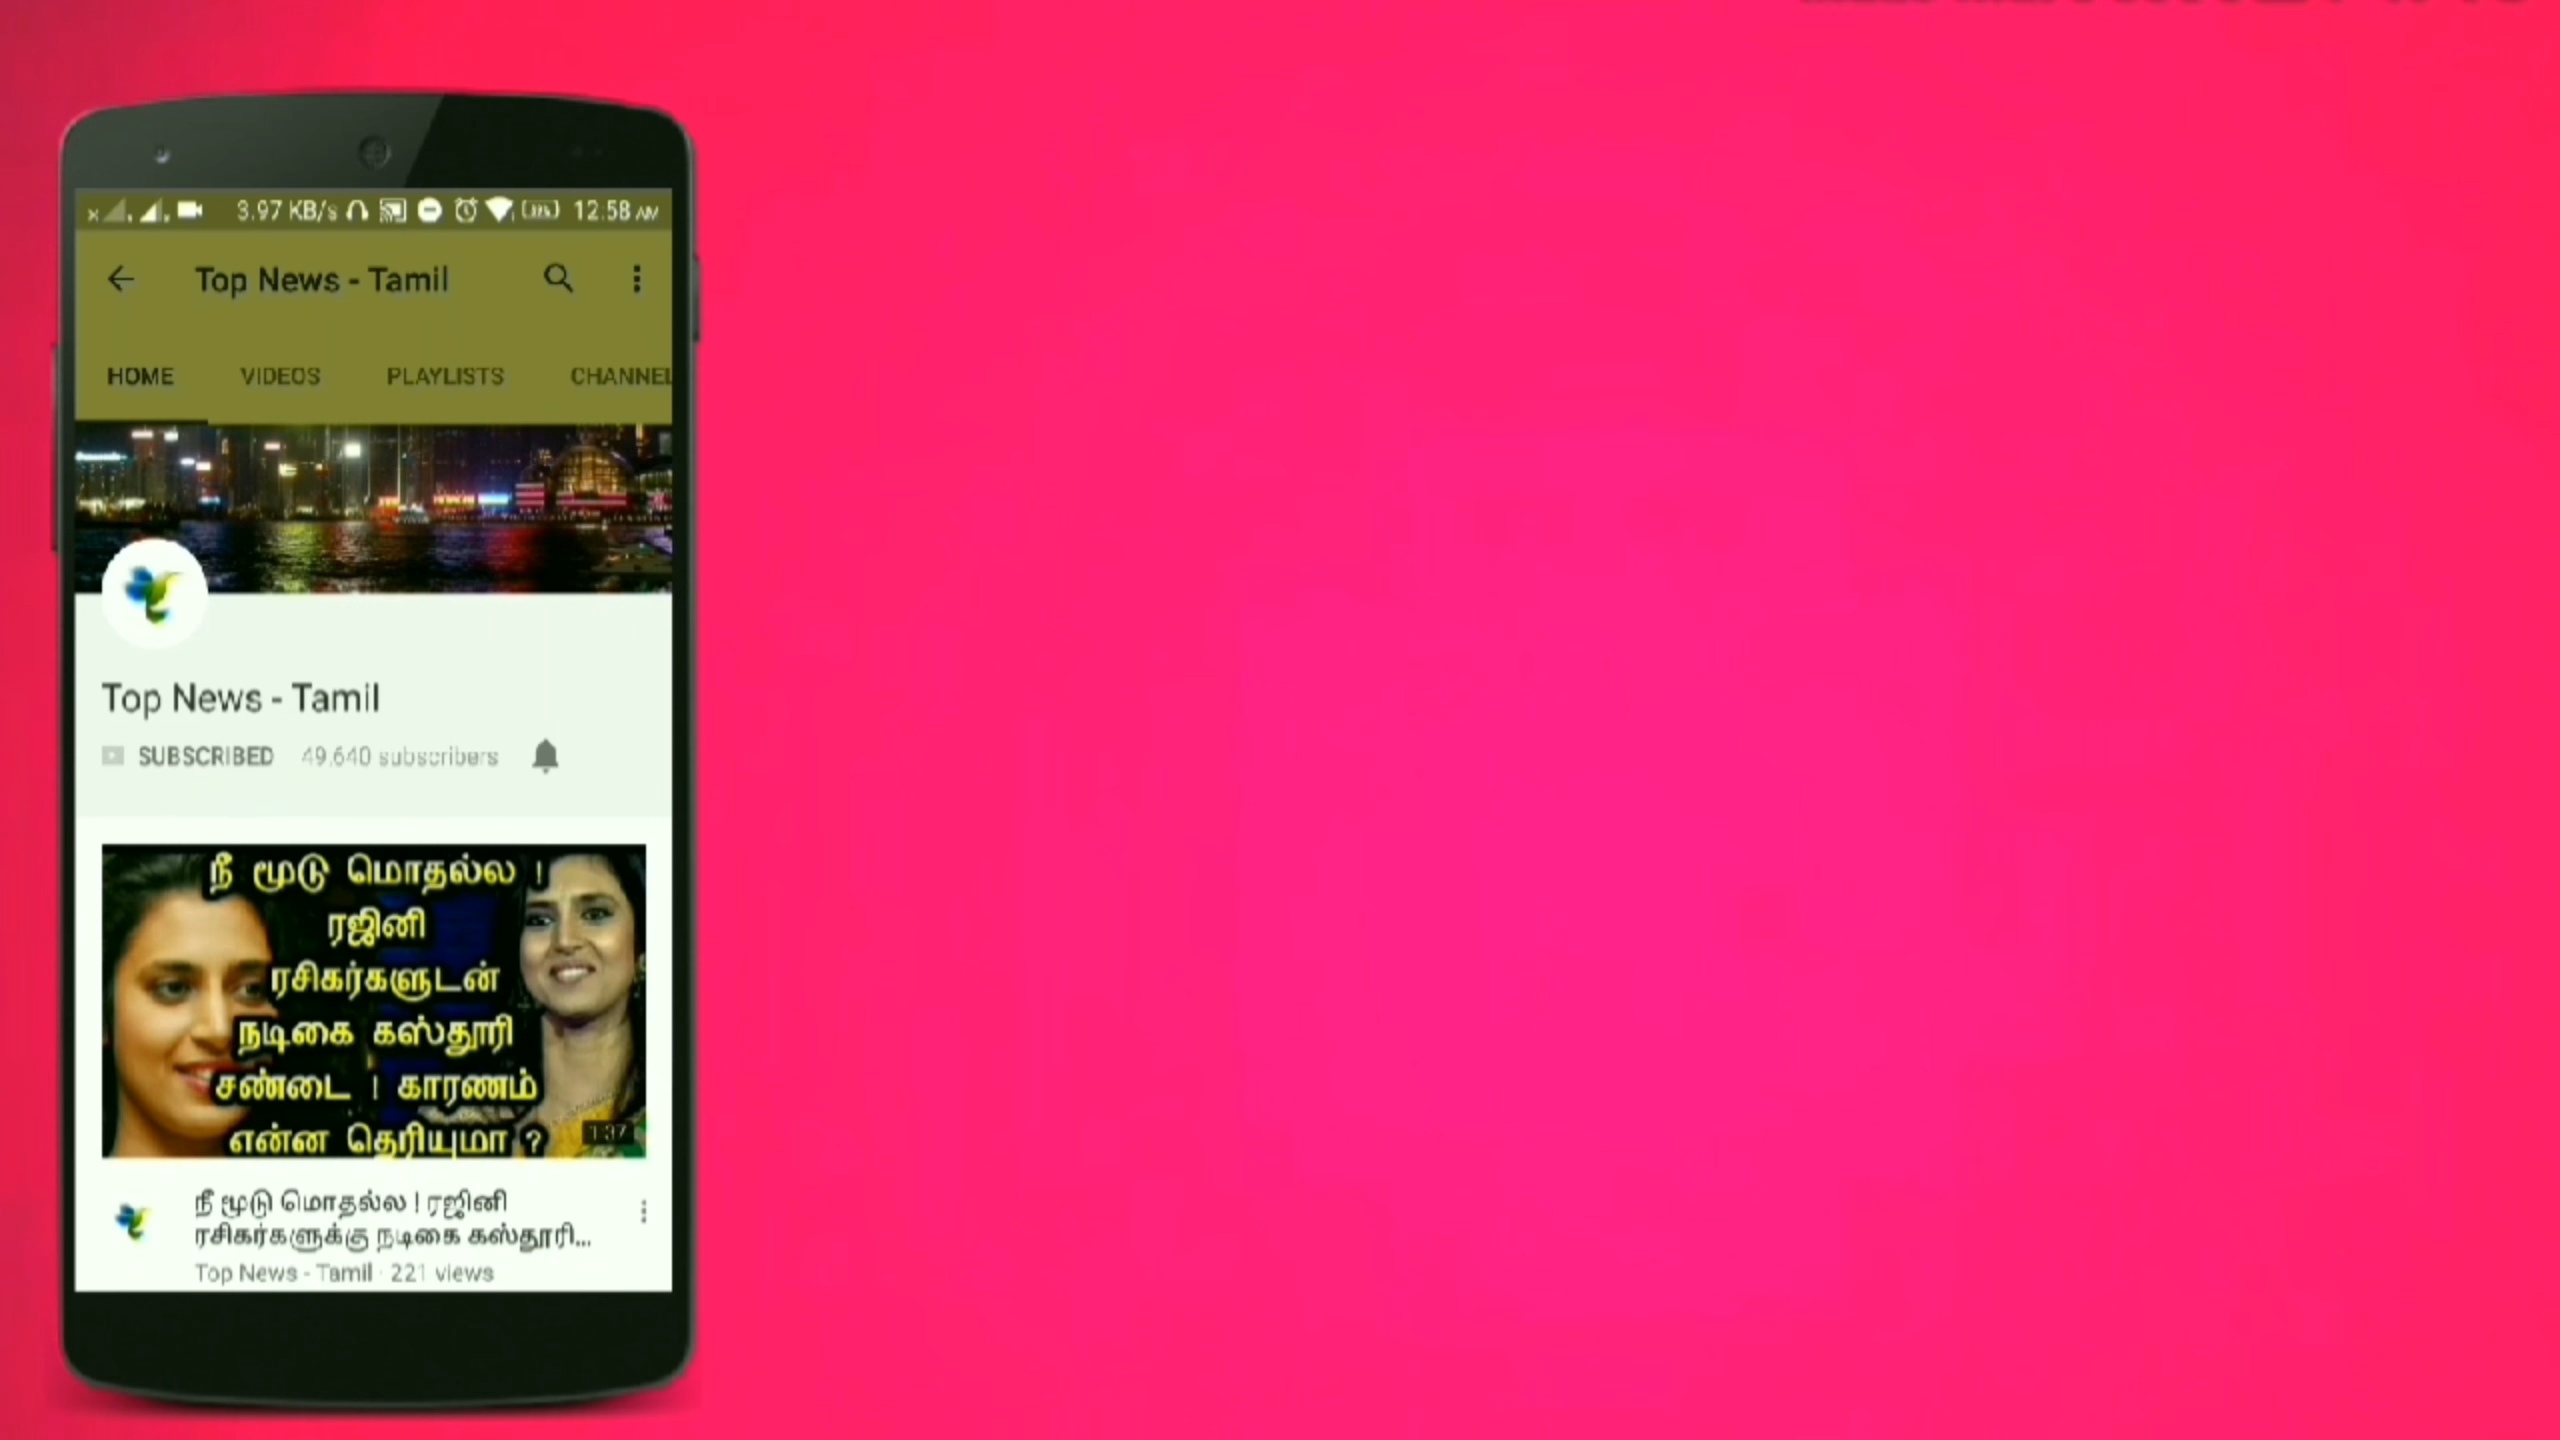 3.97 KB/s 12.58 AM
Top News - Tamil
HOME VIDEOS PLAYLISTS CHANNEL
Top News - Tamil
SUBSCRIBED 49,640 subscribers
நீ மூடு மொதல்ல !
ரஜினி
ரசிகர்களுடன்
நடிகை கஸ்தூரி
சண்டை ! காரணம்
என்ன தெரியுமா ?
1:37
நீ மூடு மொதல்ல ! ரஜினி
ரசிகர்களுக்கு நடிகை கஸ்தூரி...
Top News - Tamil · 221 views